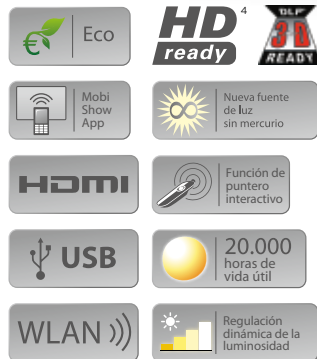 € Eco
HD 4
ready
DLP
3D
READY
Mobi
Show
App
Nueva fuente
de luz
sin mercurio
HDMI
Función de
puntero
interactivo
USB
20.000
horas de
vida útil
WLAN
Regulación
dinámica de la
luminosidad